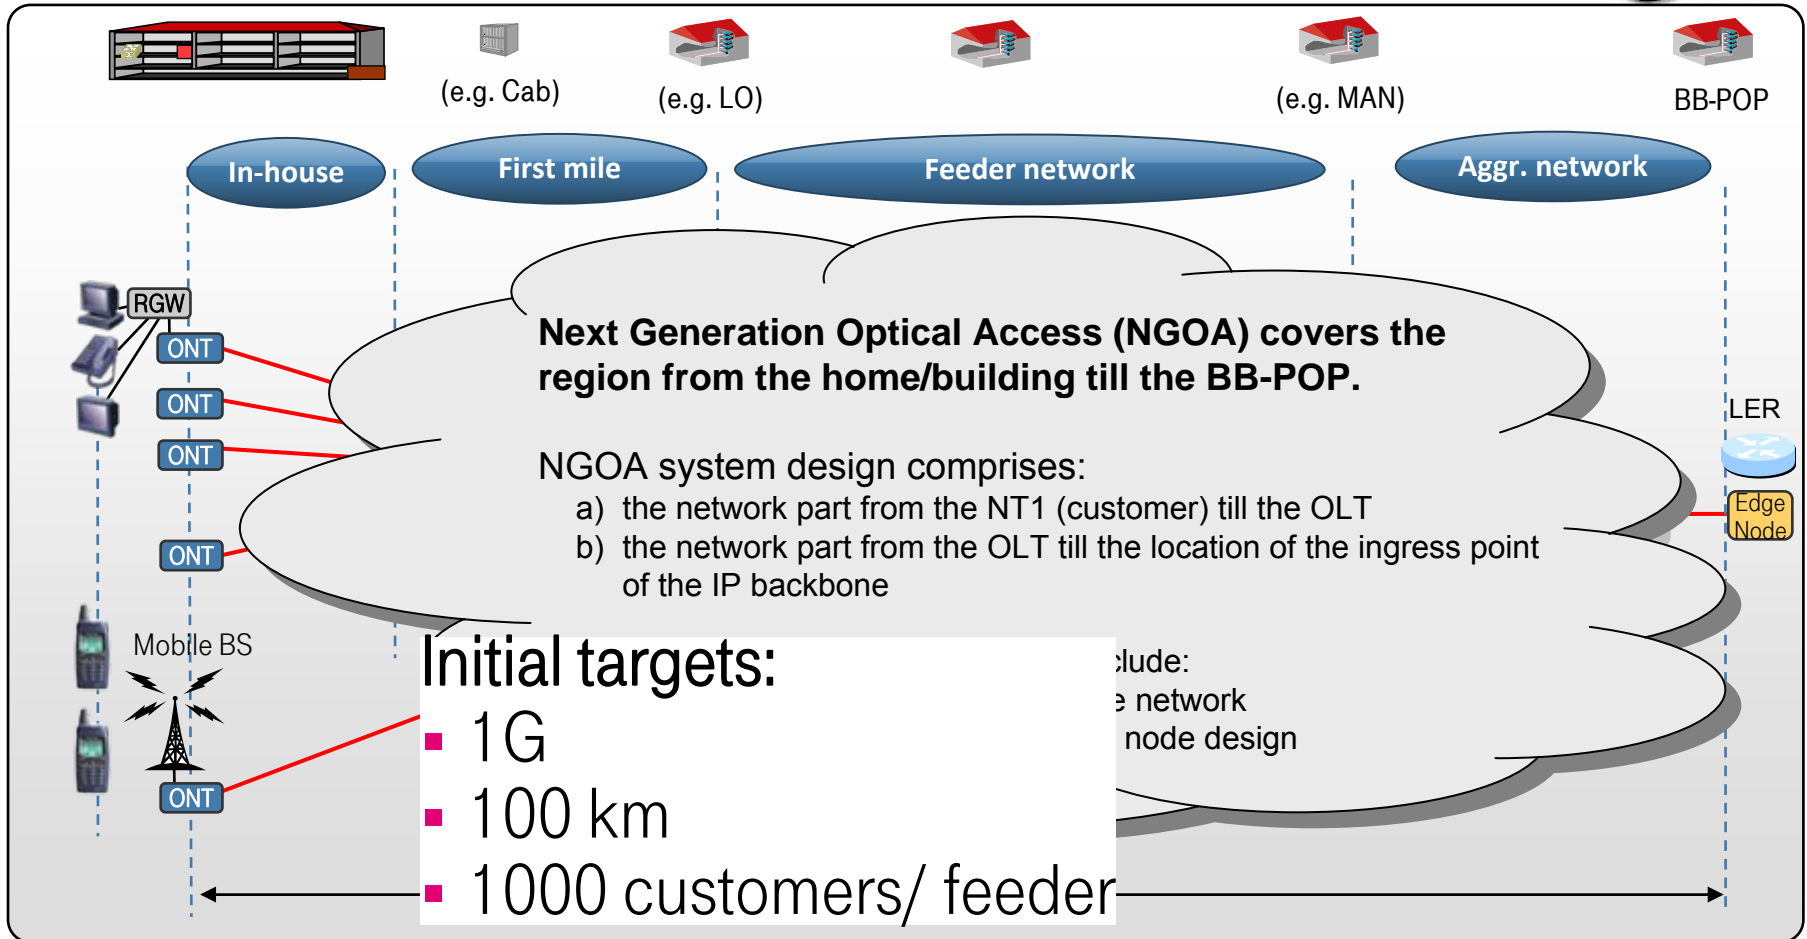 (e.g. Cab)
(e.g. LO)
(e.g. MAN)
BB-POP
In-house
First mile
Feeder network
Aggr. network
RGW
ONT
ONT
ONT
ONT
Mobile BS
ONT
Next Generation Optical Access (NGOA) covers the
region from the home/building till the BB-POP.
NGOA system design comprises:
a) the network part from the NT1 (customer) till the OLT
b) the network part from the OLT till the location of the ingress point
of the IP backbone
clude:
e network
node design
LER
Edge
Node
Initial targets:
▪ 1G
▪ 100 km
▪ 1000 customers/ feeder